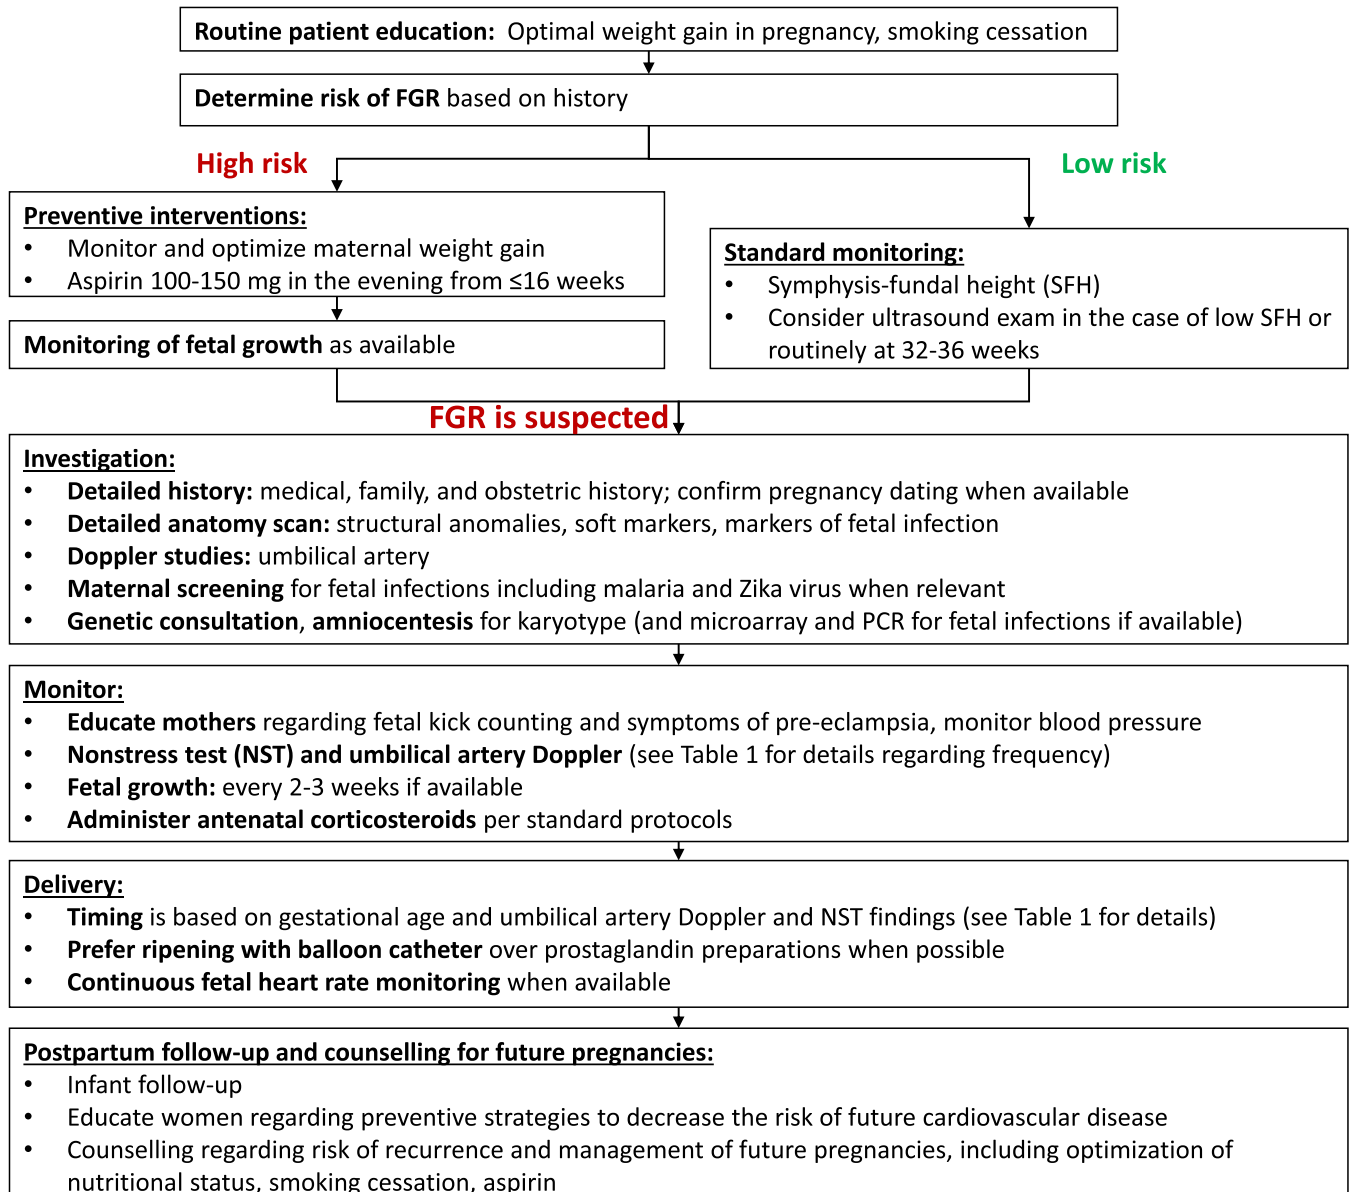 Routine patient education: Optimal weight gain in pregnancy, smoking cessation
Determine risk of FGR based on history
High risk
Low risk
Preventive interventions:
• Monitor and optimize maternal weight gain
• Aspirin 100-150 mg in the evening from ≤16 weeks
Standard monitoring:
• Symphysis-fundal height (SFH)
• Consider ultrasound exam in the case of low SFH or
routinely at 32-36 weeks
Monitoring of fetal growth as available
FGR is suspected
Investigation:
• Detailed history: medical, family, and obstetric history; confirm pregnancy dating when available
• Detailed anatomy scan: structural anomalies, soft markers, markers of fetal infection
• Doppler studies: umbilical artery
• Maternal screening for fetal infections including malaria and Zika virus when relevant
• Genetic consultation, amniocentesis for karyotype (and microarray and PCR for fetal infections if available)
Monitor:
• Educate mothers regarding fetal kick counting and symptoms of pre-eclampsia, monitor blood pressure
• Nonstress test (NST) and umbilical artery Doppler (see Table 1 for details regarding frequency)
• Fetal growth: every 2-3 weeks if available
• Administer antenatal corticosteroids per standard protocols
Delivery:
• Timing is based on gestational age and umbilical artery Doppler and NST findings (see Table 1 for details)
• Prefer ripening with balloon catheter over prostaglandin preparations when possible
• Continuous fetal heart rate monitoring when available
Postpartum follow-up and counselling for future pregnancies:
• Infant follow-up
• Educate women regarding preventive strategies to decrease the risk of future cardiovascular disease
• Counselling regarding risk of recurrence and management of future pregnancies, including optimization of
nutritional status, smoking cessation, aspirin